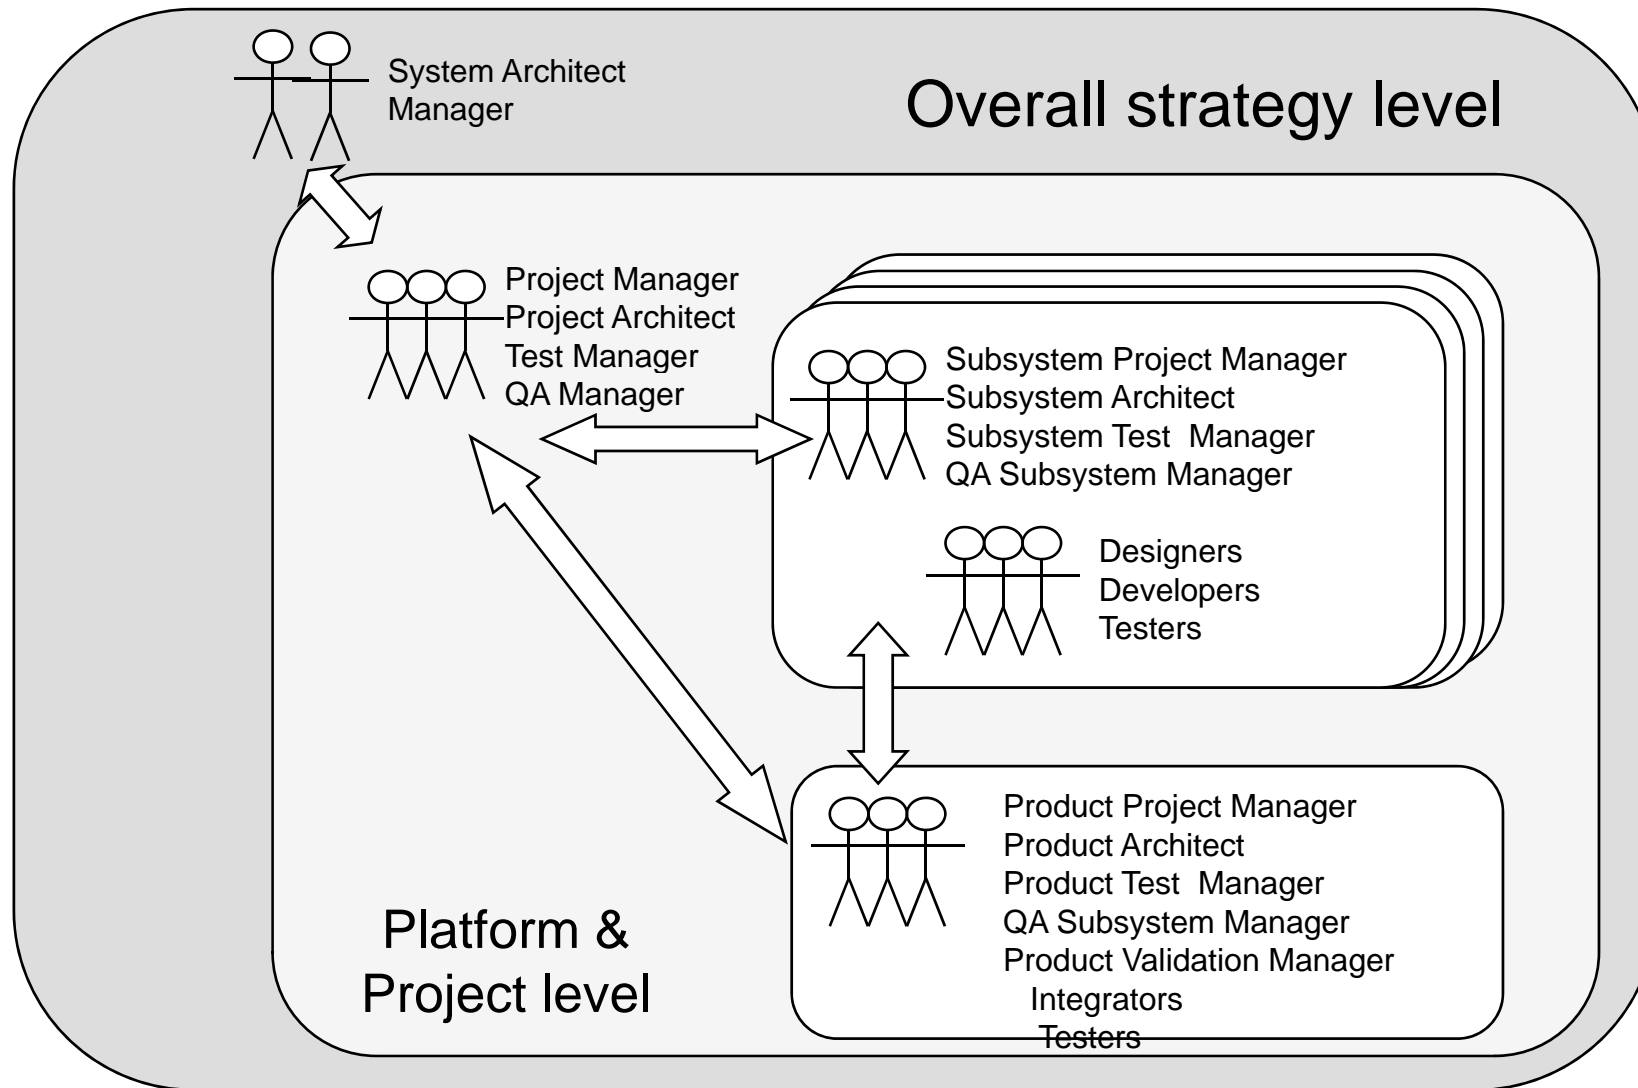 System Architect
Manager
Overall strategy level
Project Manager
Project Architect
Test Manager
QA Manager
Subsystem Project Manager
Subsystem Architect
Subsystem Test  Manager
QA Subsystem Manager
Designers
Developers
Testers
Product Project Manager
Product Architect
Product Test  Manager
QA Subsystem Manager
Product Validation Manager
Integrators
Testers
Platform &
Project level